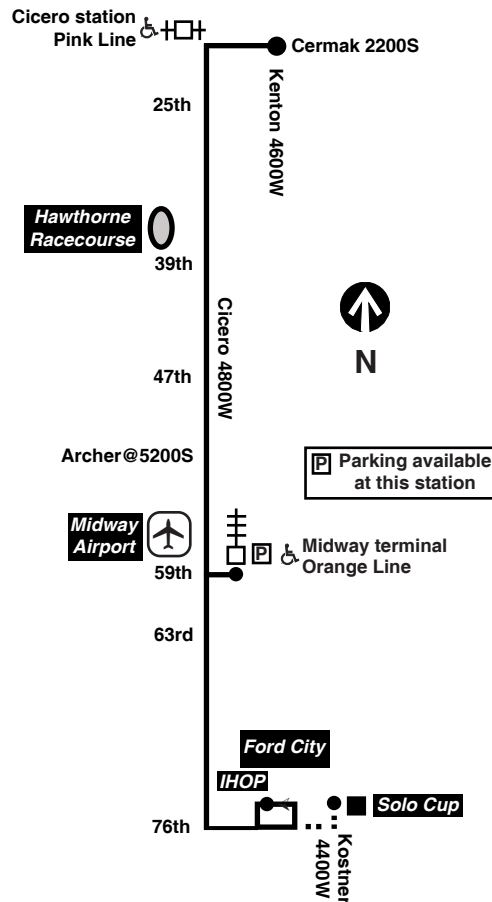 Cicero station
Pink Line
Cermak 2200S
Kenton 4600W
25th
Hawthorne
Racecourse
39th
Cicero 4800W
N
47th
Archer@5200S
P Parking available
at this station
Midway
Airport
P
Midway terminal
Orange Line
59th
63rd
Ford City
IHOP
Solo Cup
76th
Kostner
4400W